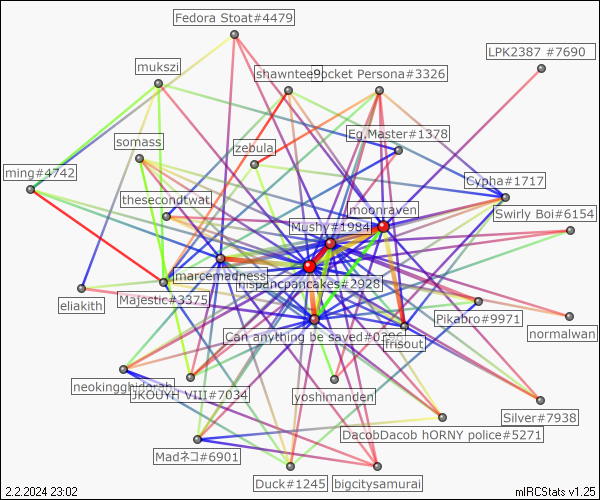 Fedora Stoat#4479
LPK2387 #7690
mukszi
shawntee9
Pocket Persona#3326
Eg.Master#1378
somass
zebula
ming#4742
Cypha#1717
thesecondtwat
moonraven
Swirly Boi#6154
Mushy#1984
marcemadness
hispancpancakes#2928
eliakith
Majestic#3375
Pikabro#9971
normalwan
Can anything be saved#0296
frisout
neokingghidorah
JKOUYH VIII#7034
yoshimanden
Silver#7938
DacobDacob hORNY police#5271
Madネコ#6901
Duck#1245
bigcitysamurai
2.2.2024 23:02
mIRCStats v1.25